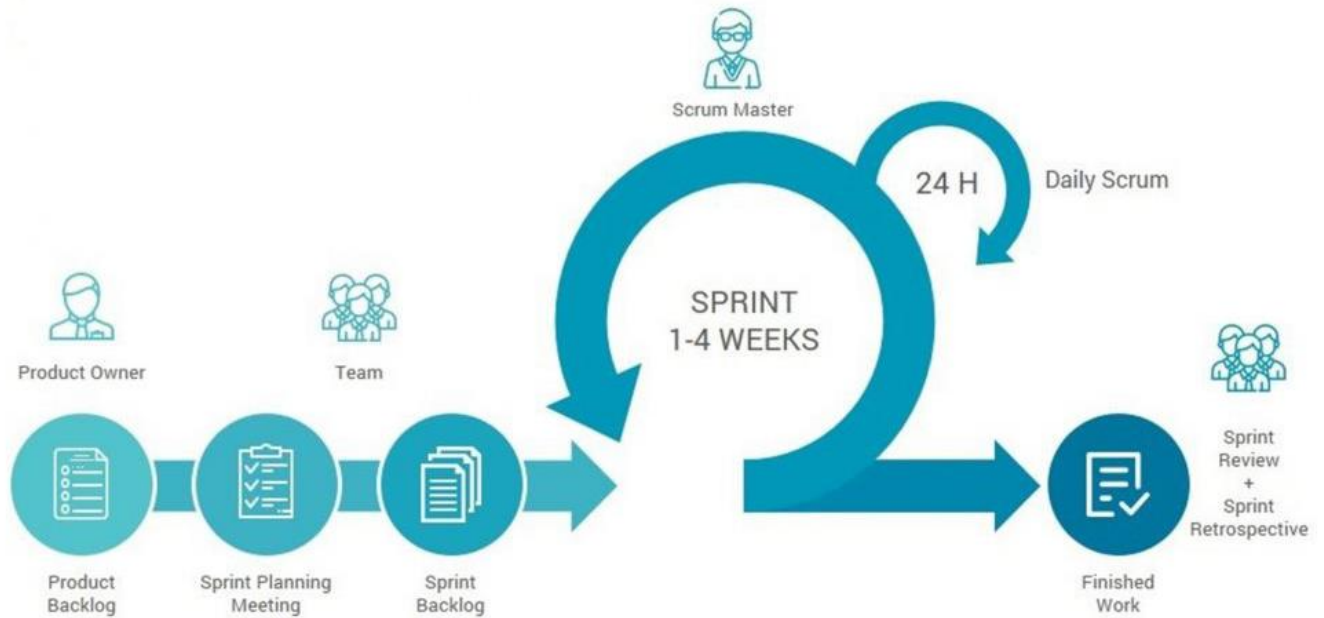 Scrum Master
24 H
Daily Scrum
SPRINT
1-4 WEEKS
Product Owner
Team
Product
Backlog
Sprint Planning
Meeting
Sprint
Backlog
Finished
Work
Sprint
Review
+
Sprint
Retrospective